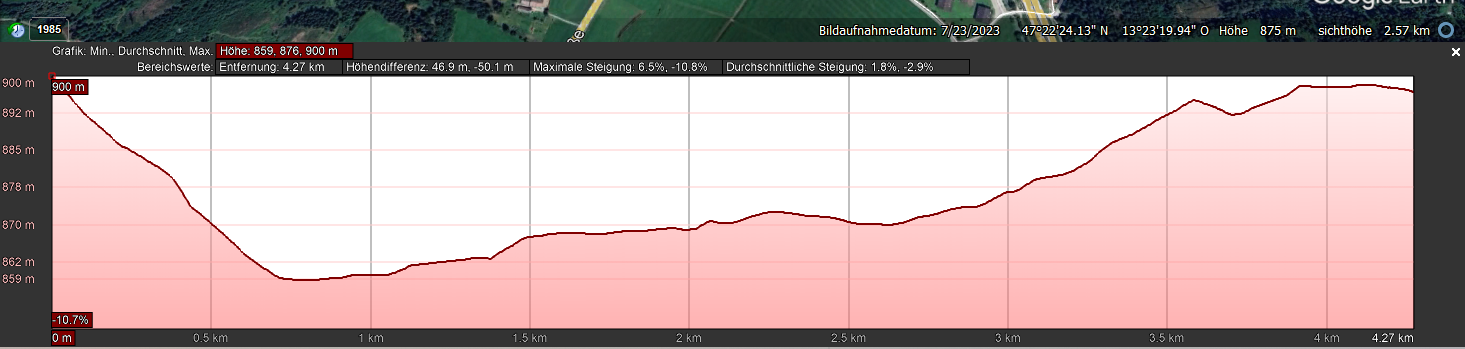 Google Earth
1985
Bildaufnahmedatum: 7/23/2023 47°22'24.13" N 13°23'19.94" O Höhe 875 m sichthöhe 2.57 km
Grafik: Min., Durchschnitt, Max. Höhe: 859, 876, 900 m
Bereichswerte: Entfernung: 4.27 km Höhendifferenz: 46.9 m, -50.1 m Maximale Steigung: 6.5%, -10.8% Durchschnittliche Steigung: 1.8%, -2.9%
900 m
900 m
892 m
885 m
878 m
870 m
862 m
859 m
-10.7%
0 m 0.5 km 1 km 1.5 km 2 km 2.5 km 3 km 3.5 km 4 km 4.27 km